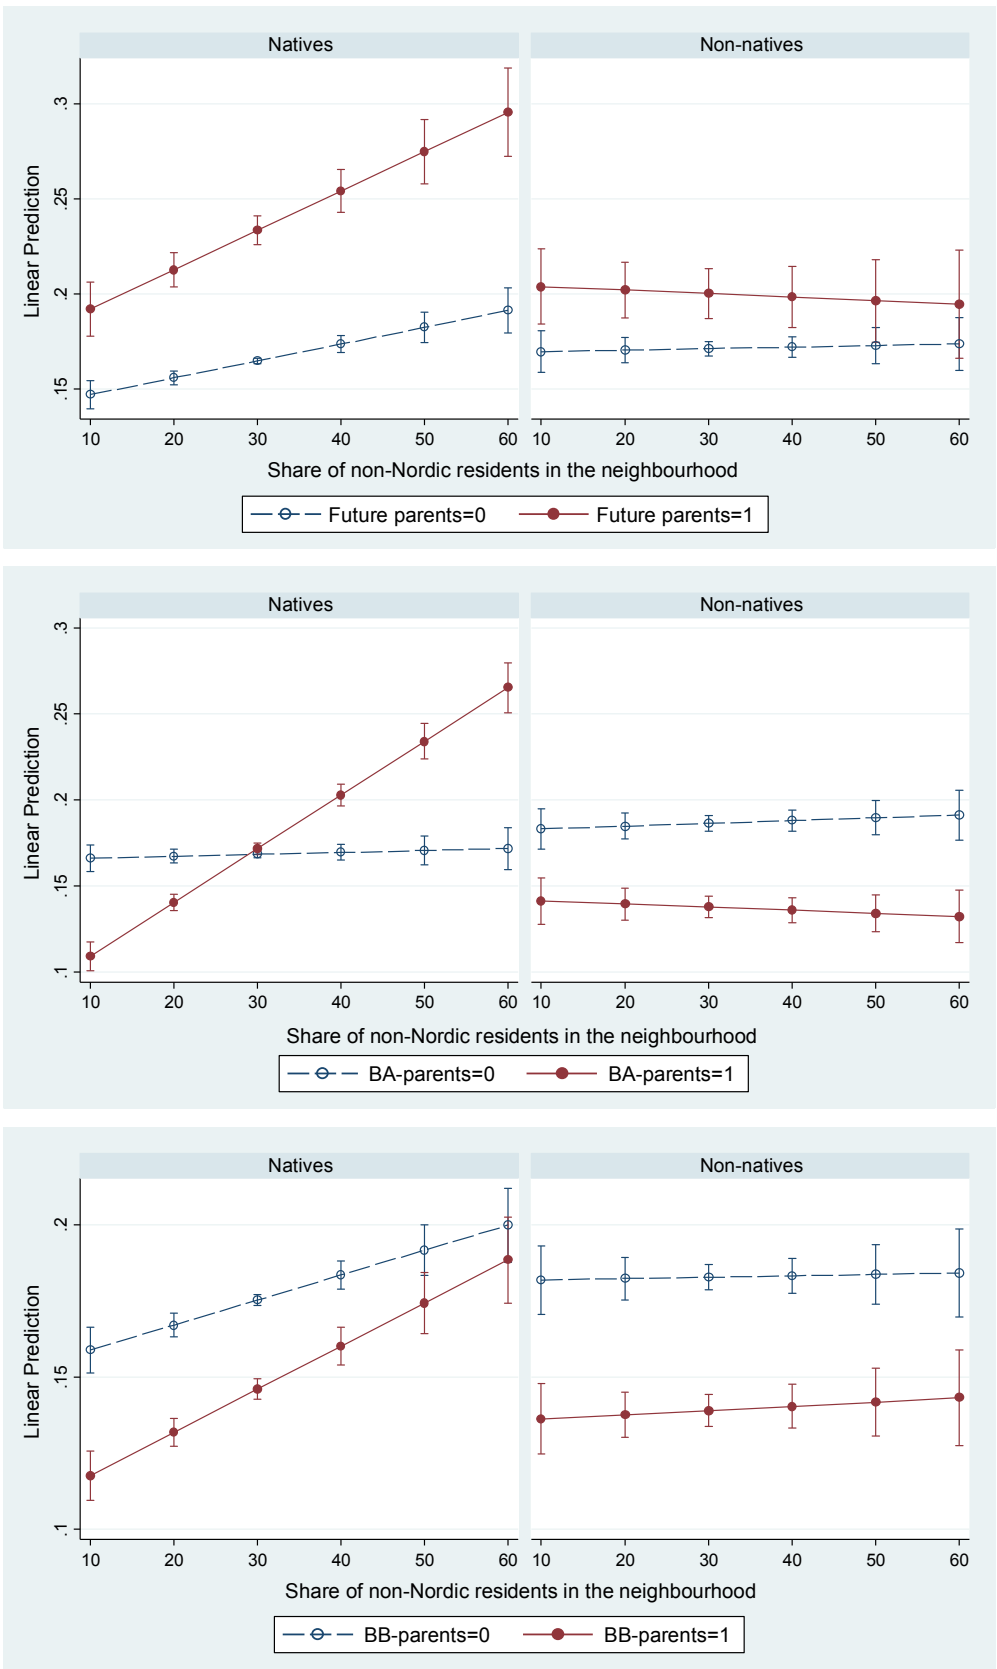 Natives Non-natives
.3
.25
.2
.15
Linear Prediction
10 20 30 40 50 60 10 20 30 40 50 60
Share of non-Nordic residents in the neighbourhood
Future parents=0 Future parents=1
Natives Non-natives
.3
.25
.2
.15
.1
Linear Prediction
10 20 30 40 50 60 10 20 30 40 50 60
Share of non-Nordic residents in the neighbourhood
BA-parents=0 BA-parents=1
Natives Non-natives
.2
.15
.1
Linear Prediction
10 20 30 40 50 60 10 20 30 40 50 60
Share of non-Nordic residents in the neighbourhood
BB-parents=0 BB-parents=1